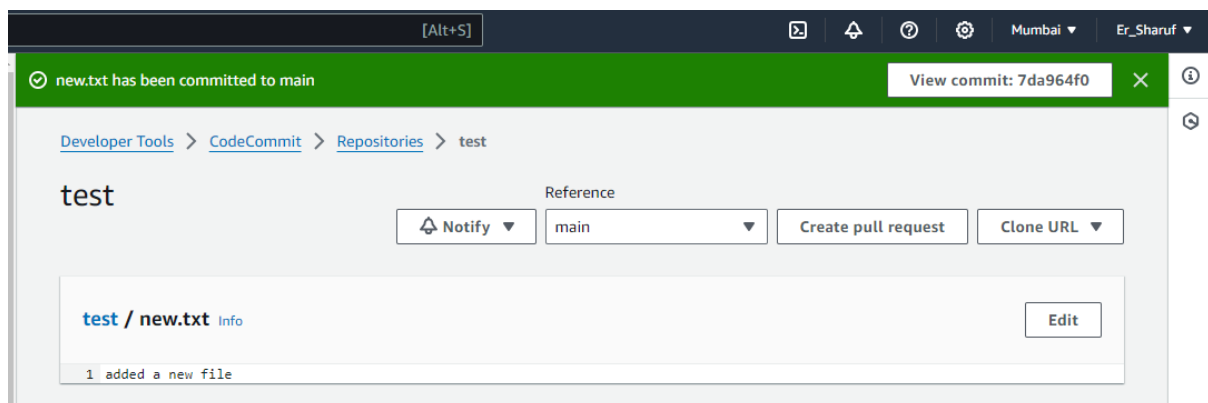 [Alt+S] Mumbai Er_Sharuf
new.txt has been committed to main View commit: 7da964f0
Developer Tools CodeCommit Repositories test
test
Reference
Notify main Create pull request Clone URL
test / new.txt Info Edit
1 added a new file